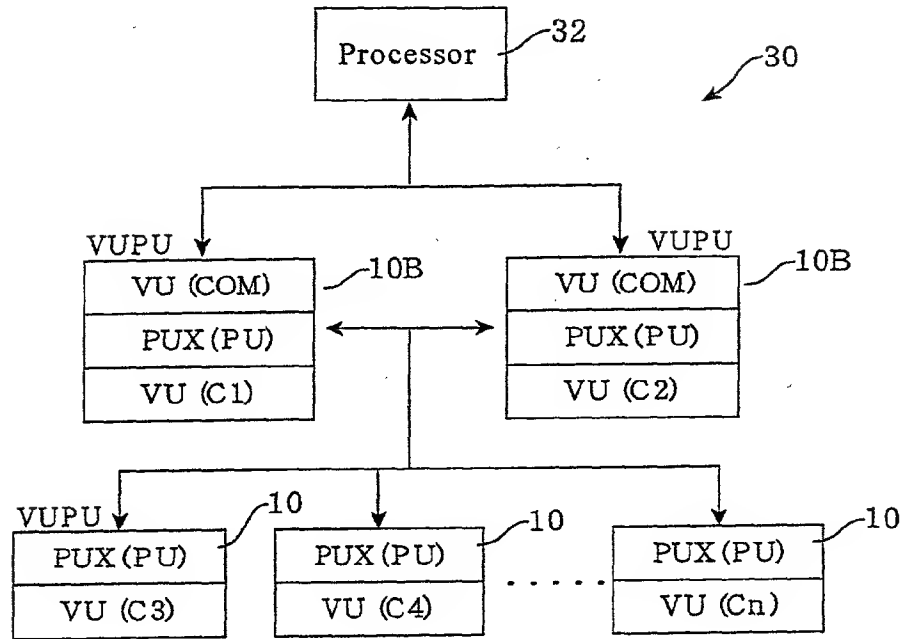 Processor
32
30
VUPU
10B
VU (COM)
PUX(PU)
VU (C1)
VUPU
10B
VU (COM)
PUX(PU)
VU (C2)
VUPU
10
PUX(PU)
VU (C3)
10
PUX(PU)
VU (C4)
......
10
PUX(PU)
VU (Cn)